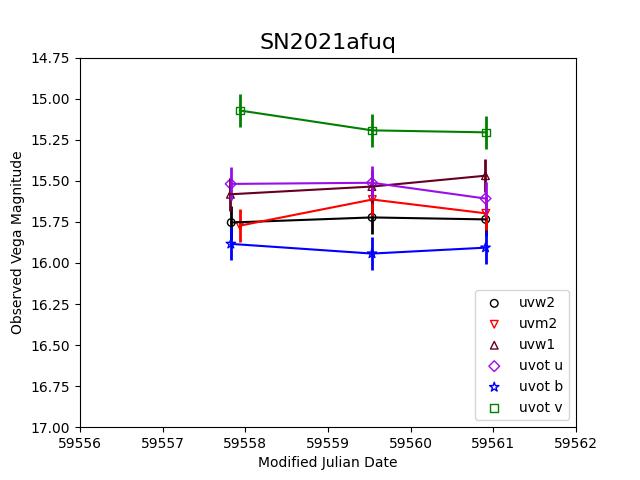 SN2021afuq
14.75
15.00
15.25
15.50
15.75
16.00
16.25
16.50
16.75
17.00
Observed Vega Magnitude
uvw2
uvm2
uvw1
uvot u
uvot b
uvot v
59556 59557 59558 59559 59560 59561 59562
Modified Julian Date